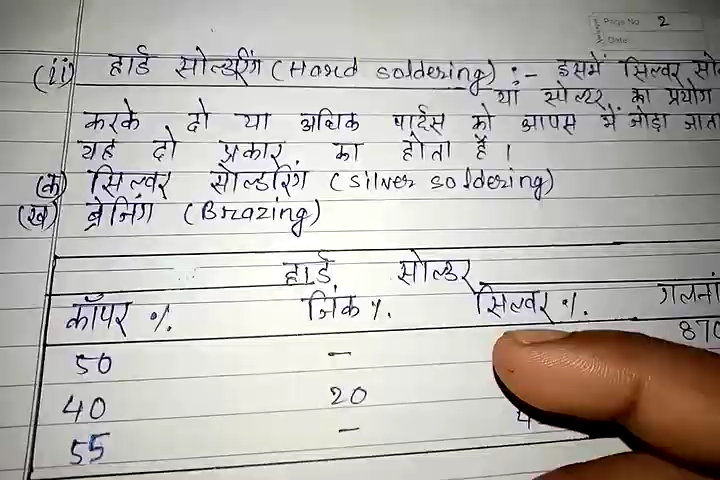 Page No 2
Date
(ii) हार्ड सोल्डरिंग (Hard soldering) :- इसमें सिल्वर
या सोल्डर का प्रयोग
करके दो या अधिक पार्ट्स को आपस में जोड़ा
यह दो प्रकार का होता है।
(क) सिल्वर सोल्डरिंग (silver soldering)
(ख) ब्रेजिंग (Brazing)
हार्ड सोल्डर
कॉपर % जिंक %. सिल्वर %.
870
50 –
40 20
55 –